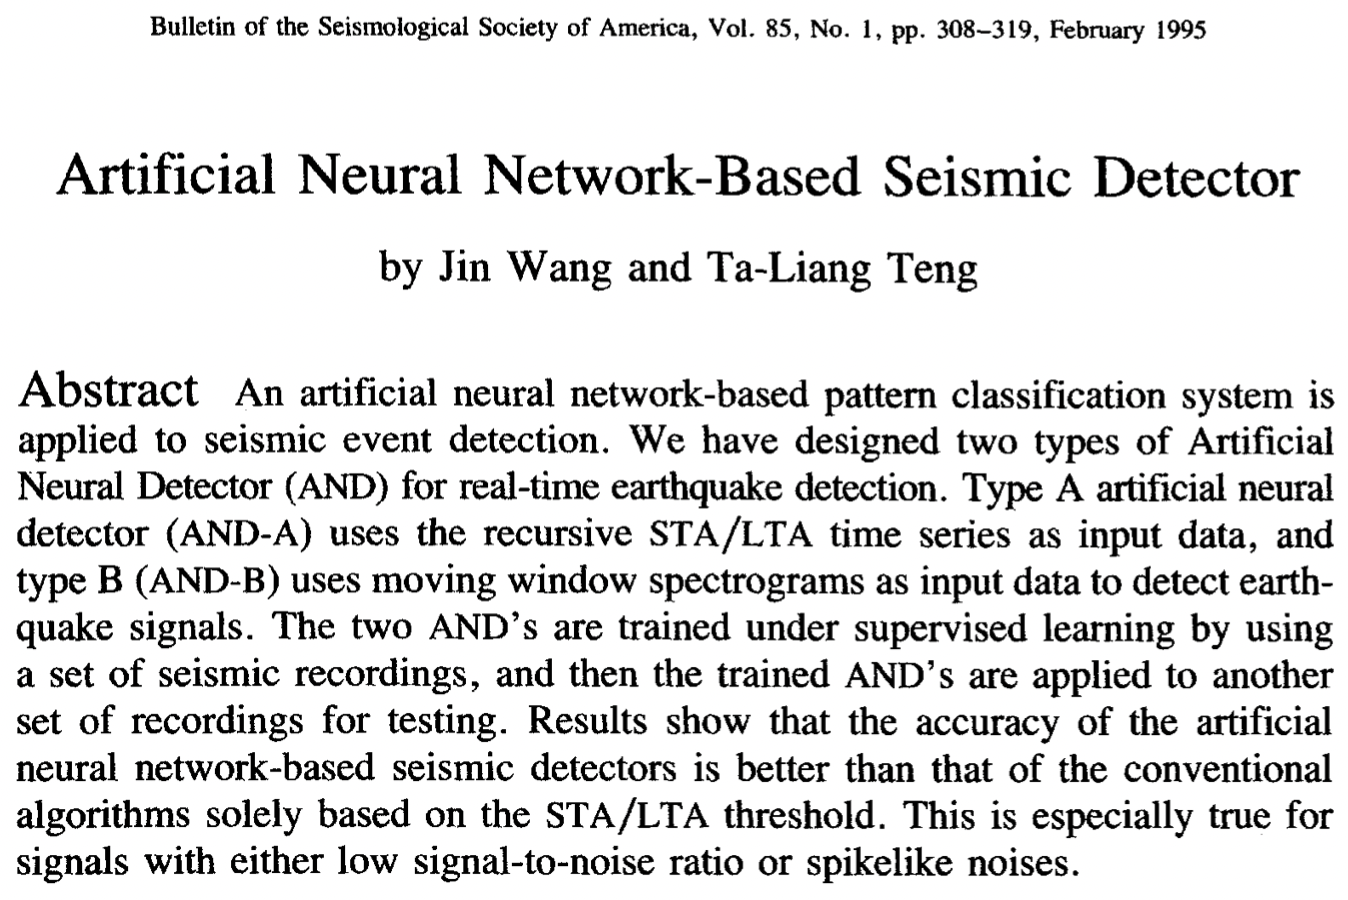 Bulletin of the Seismological Society of America, Vol. 85, No. 1, pp. 308–319, February 1995
Artificial Neural Network-Based Seismic Detector
by Jin Wang and Ta-Liang Teng
Abstract An artificial neural network-based pattern classification system is
applied to seismic event detection. We have designed two types of Artificial
Neural Detector (AND) for real-time earthquake detection. Type A artificial neural
detector (AND-A) uses the recursive STA/LTA time series as input data, and
type B (AND-B) uses moving window spectrograms as input data to detect earth-
quake signals. The two AND's are trained under supervised learning by using
a set of seismic recordings, and then the trained AND's are applied to another
set of recordings for testing. Results show that the accuracy of the artificial
neural network-based seismic detectors is better than that of the conventional
algorithms solely based on the STA/LTA threshold. This is especially true for
signals with either low signal-to-noise ratio or spikelike noises.